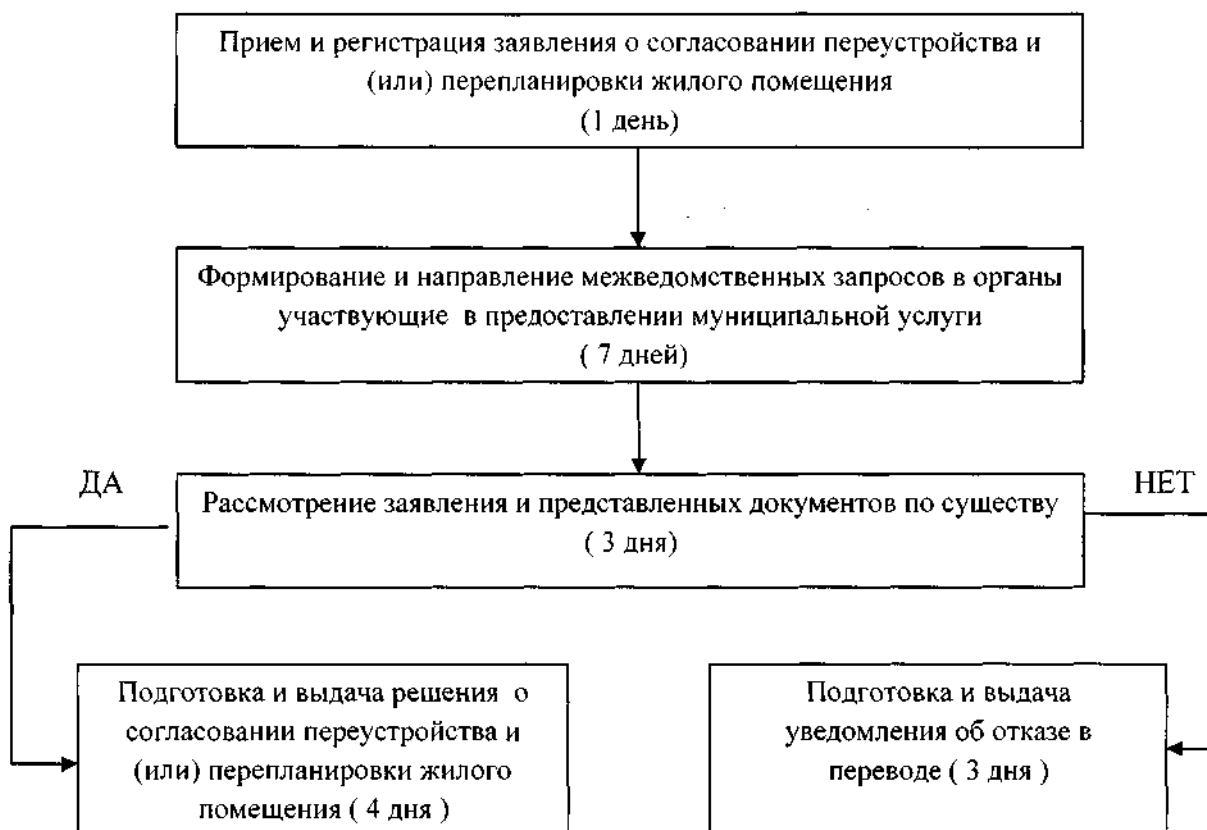 Прием и регистрация заявления о согласовании переустройства и
(или) перепланировки жилого помещения
(1 день)
Формирование и направление межведомственных запросов в органы
участвующие в предоставлении муниципальной услуги
( 7 дней)
ДА
НЕТ
Рассмотрение заявления и представленных документов по существу
( 3 дня)
Подготовка и выдача решения о
согласовании переустройства и
(или) перепланировки жилого
помещения ( 4 дня )
Подготовка и выдача
уведомления об отказе в
переводе ( 3 дня )